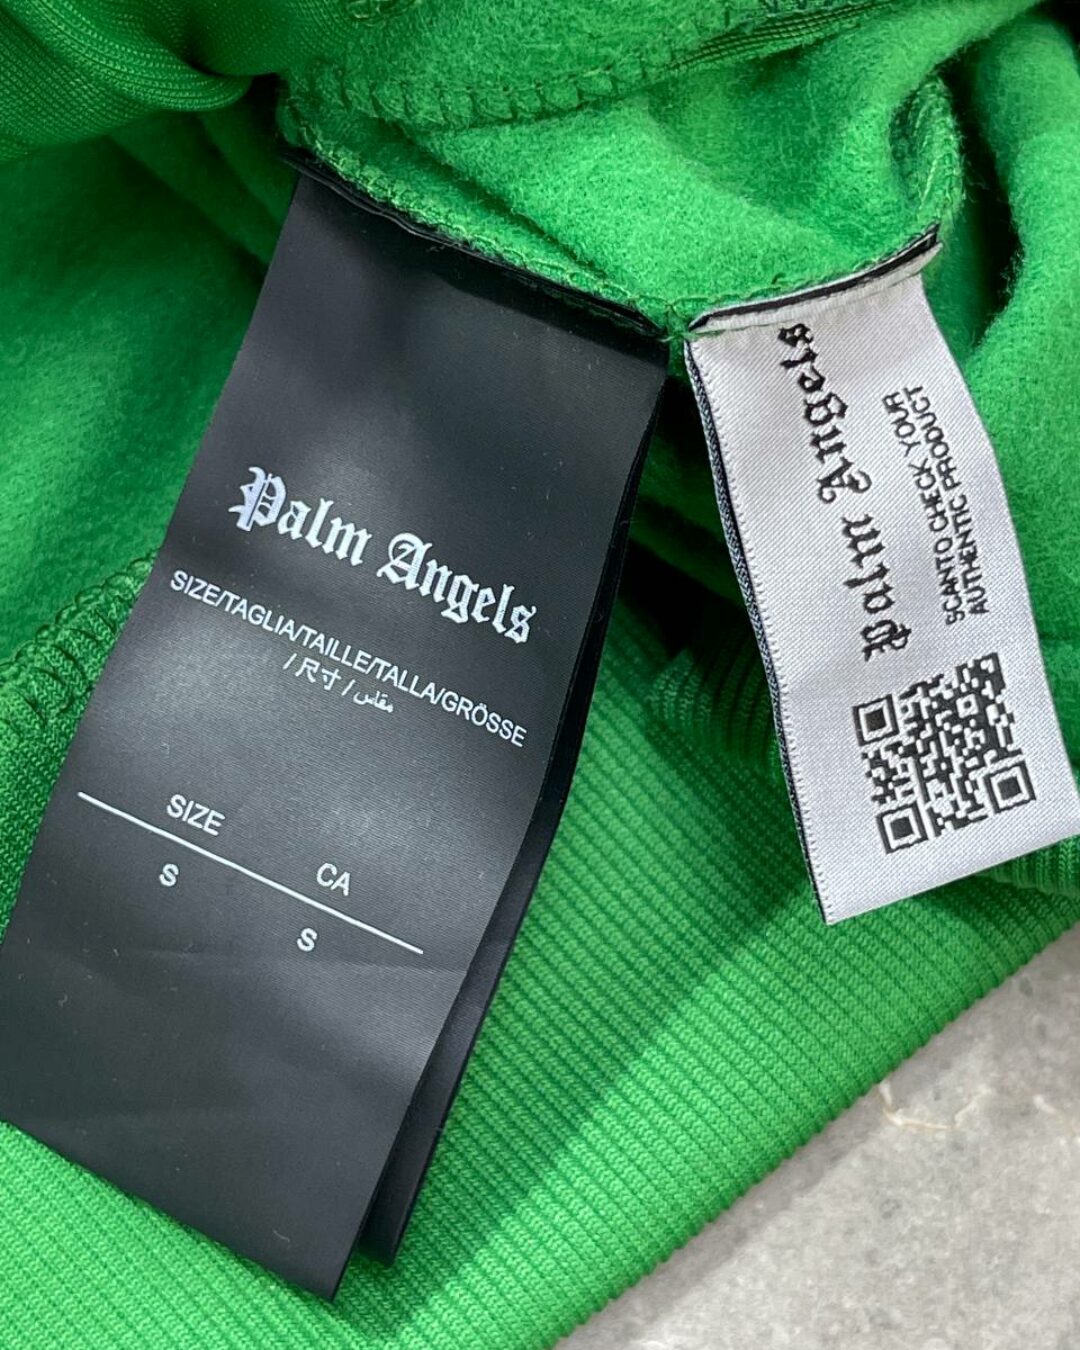 Palm Angels
SIZE/TAGLIA/TAILLE/TALLA/GRÖSSE
/ 尺寸 / مقاس
SIZE
CA
S
S
Palm Angels
SCANTO CHECK YOUR
AUTHENTIC PRODUCT